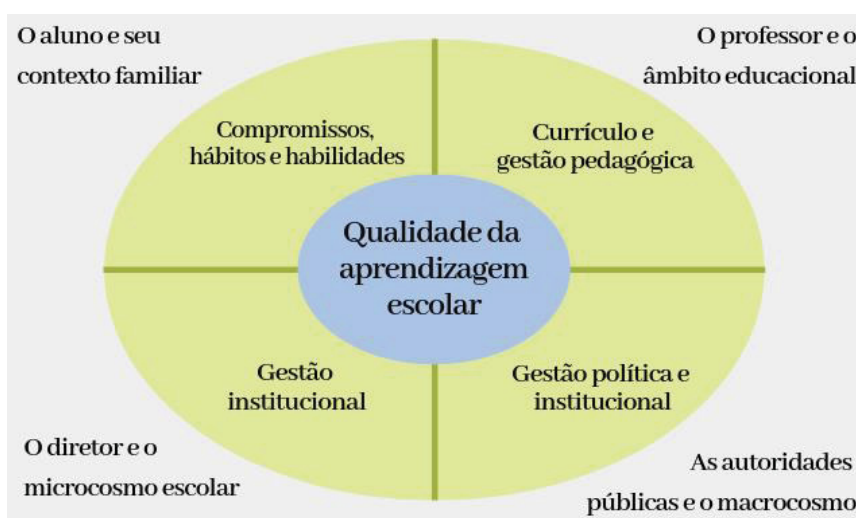 O aluno e seu
contexto familiar
O professor e o
âmbito educacional
Compromissos,
hábitos e habilidades
Currículo e
gestão pedagógica
Qualidade da
aprendizagem
escolar
Gestão
institucional
Gestão política e
institucional
O diretor e o
microcosmo escolar
As autoridades
públicas e o macrocosmo